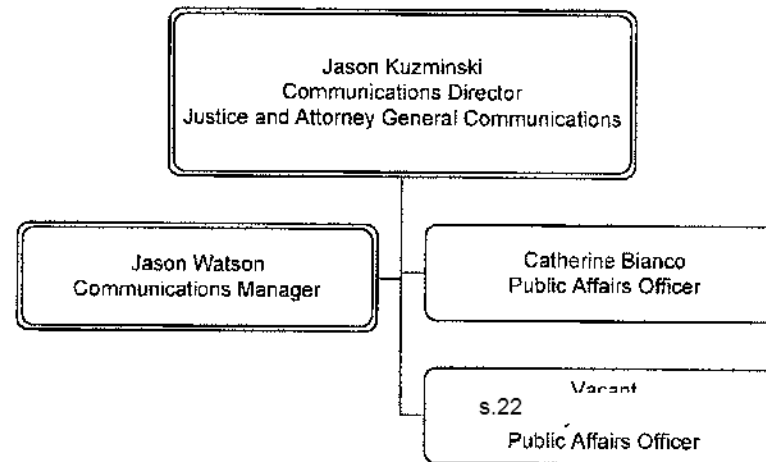 Jason Kuzminski
Communications Director
Justice and Attorney General Communications
Jason Watson
Communications Manager
Catherine Bianco
Public Affairs Officer
Vacant
s.22
Public Affairs Officer